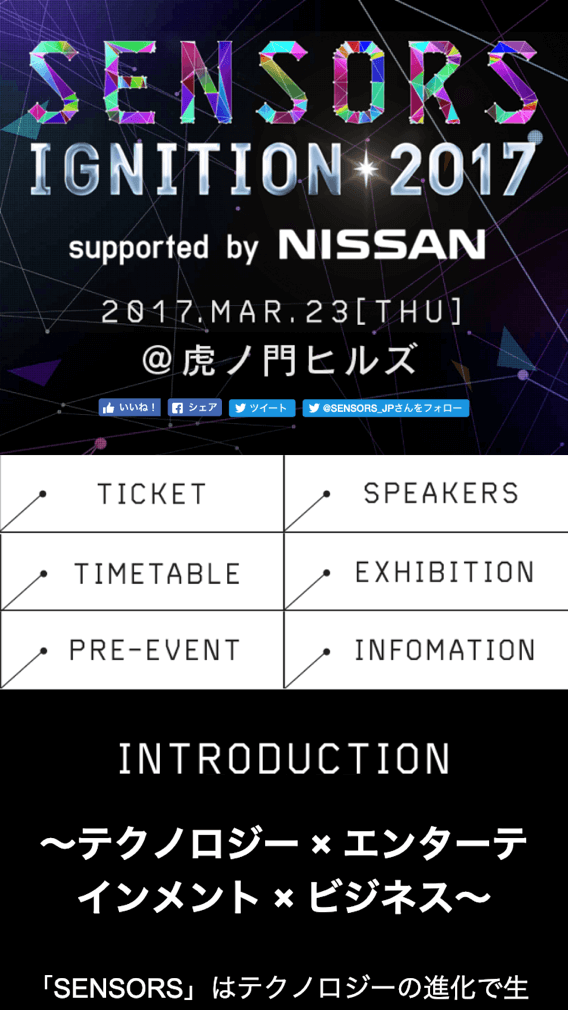 SENSORS
IGNITION 2017
supported by NISSAN
2017.MAR.23[THU]
@虎ノ門ヒルズ
いいね！ シェア ツイート @SENSORS_JPさんをフォロー
TICKET SPEAKERS
TIMETABLE EXHIBITION
PRE-EVENT INFOMATION
INTRODUCTION
〜テクノロジー × エンターテ
インメント × ビジネス〜
「SENSORS」はテクノロジーの進化で生